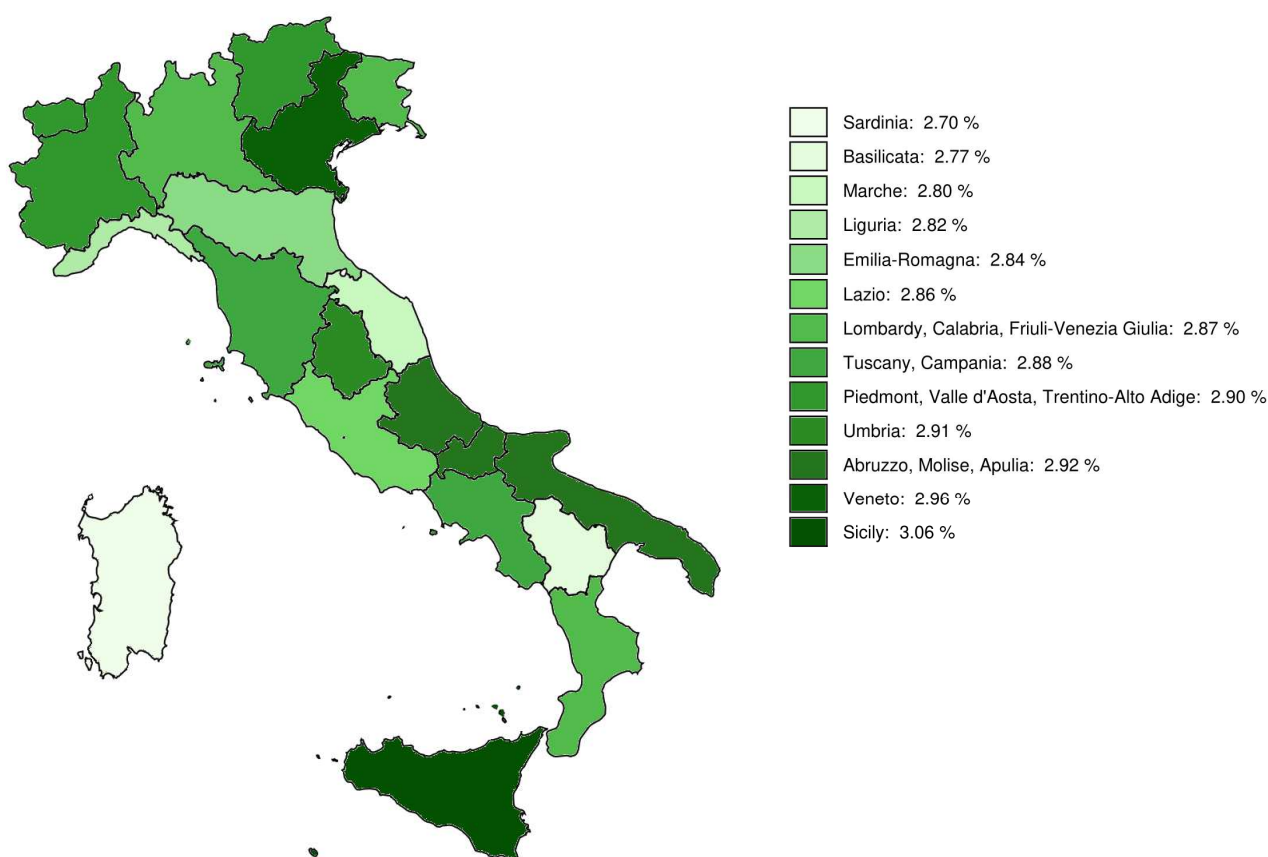 Sardinia: 2.70 %
Basilicata: 2.77 %
Marche: 2.80 %
Liguria: 2.82 %
Emilia-Romagna: 2.84 %
Lazio: 2.86 %
Lombardy, Calabria, Friuli-Venezia Giulia: 2.87 %
Tuscany, Campania: 2.88 %
Piedmont, Valle d'Aosta, Trentino-Alto Adige: 2.90 %
Umbria: 2.91 %
Abruzzo, Molise, Apulia: 2.92 %
Veneto: 2.96 %
Sicily: 3.06 %